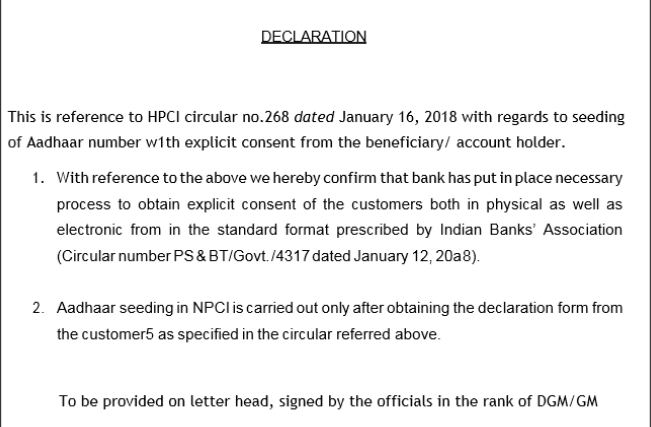 DECLARATION
This is reference to HPCI circular no.268 dated January 16, 2018 with regards to seeding
of Aadhaar number w1th explicit consent from the beneficiary/ account holder.
1. With reference to the above we hereby confirm that bank has put in place necessary
process to obtain explicit consent of the customers both in physical as well as
electronic from in the standard format prescribed by Indian Banks' Association
(Circular number PS & BT/Govt./4317 dated January 12, 20a8).
2. Aadhaar seeding in NPCI is carried out only after obtaining the declaration form from
the customer5 as specified in the circular referred above.
To be provided on letter head, signed by the officials in the rank of DGM/GM